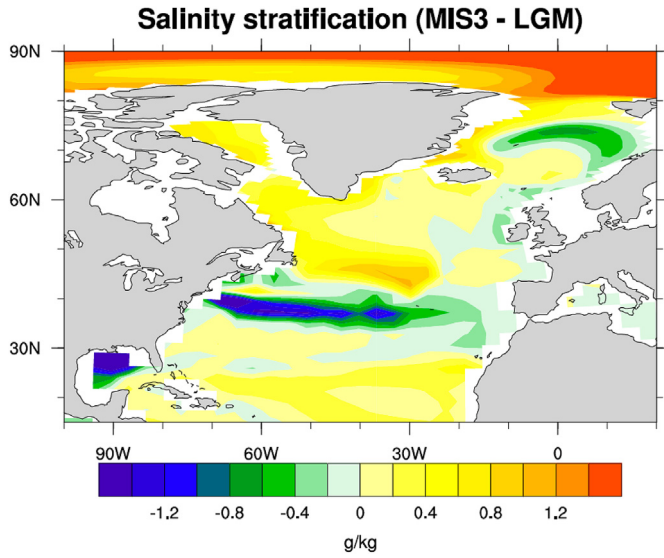 Salinity stratification (MIS3 - LGM)
90N
60N
30N
90W 60W 30W 0
-1.2 -0.8 -0.4 0 0.4 0.8 1.2
g/kg